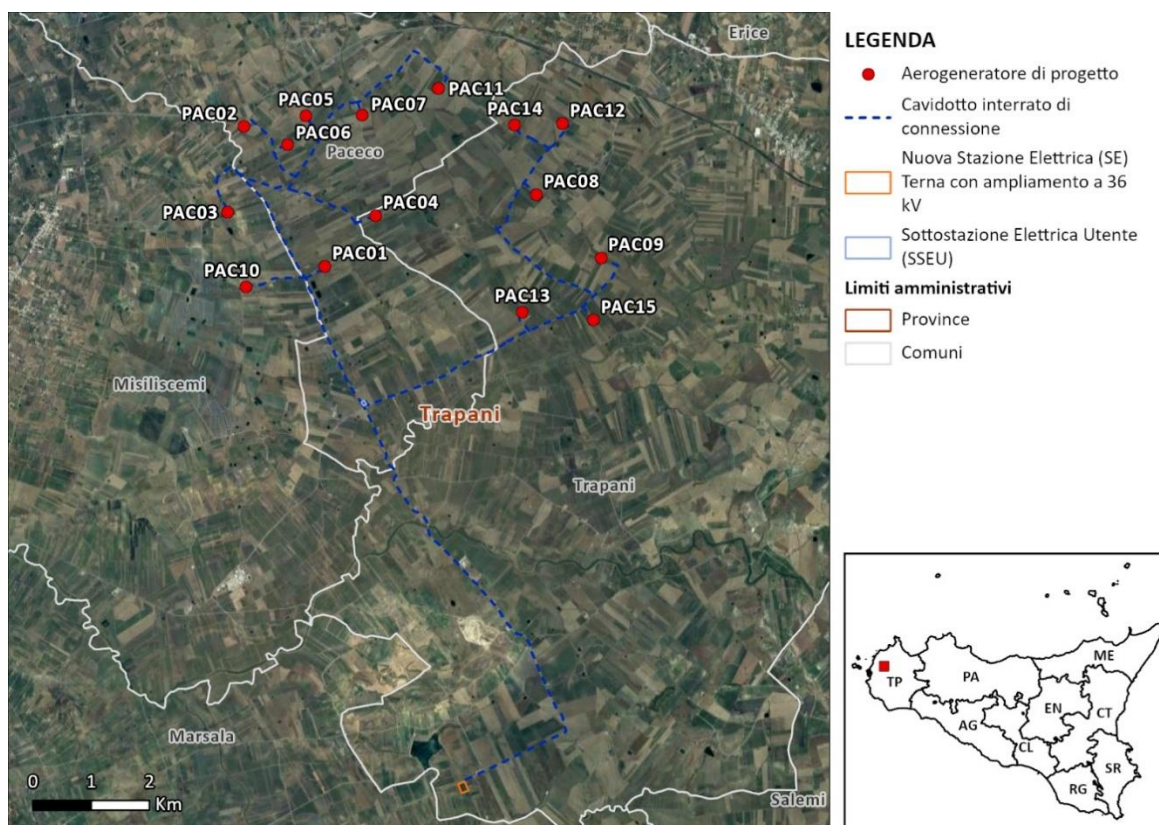 Erice
PAC11
PAC05
PAC07
PAC02
PAC14
PAC12
PAC06
Paceco
PAC08
PAC03
PAC04
PAC09
PAC01
PAC10
PAC13
PAC15
Misiliscemi
Trapani
Trapani
Marsala
Salemi
0 1 2
Km
LEGENDA
Aerogeneratore di progetto
Cavidotto interrato di
connessione
Nuova Stazione Elettrica (SE)
Terna con ampliamento a 36
kV
Sottostazione Elettrica Utente
(SSEU)
Limiti amministrativi
Province
Comuni
ME
TP
PA
EN
CT
AG
CL
SR
RG